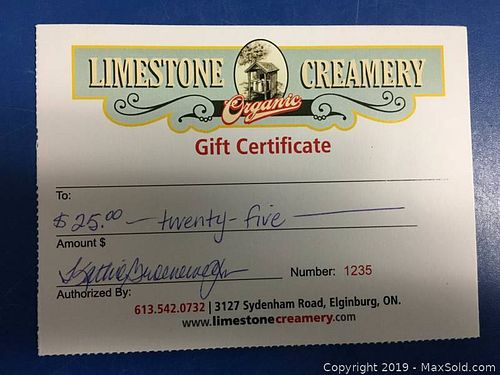 LIMESTONE CREAMERY
Organic
Gift Certificate
To:
$25.00 — twenty-five —
Amount $
Number: 1235
Authorized By:
613.542.0732 | 3127 Sydenham Road, Elginburg, ON.
www.limestonecreamery.com
Copyright © 2019 - MaxSold.com